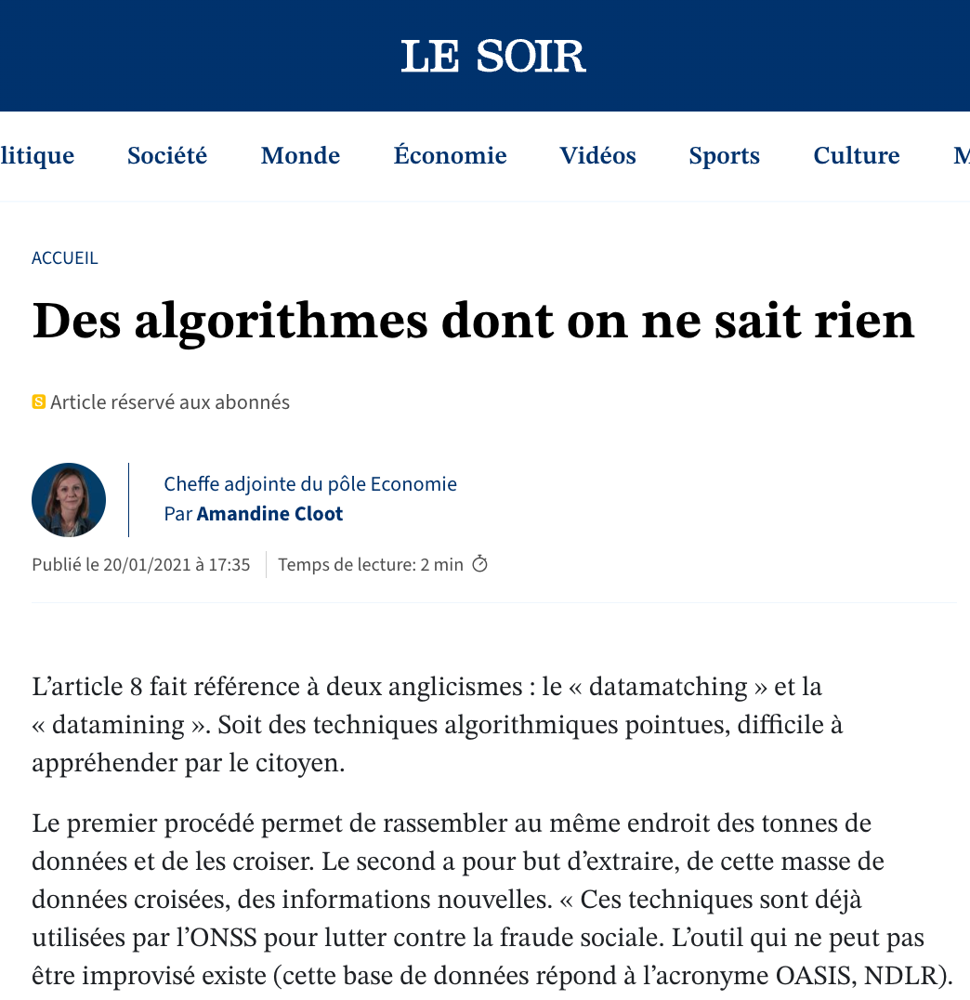 LE SOIR
litique Société Monde Économie Vidéos Sports Culture M
ACCUEIL
Des algorithmes dont on ne sait rien
S Article réservé aux abonnés
Cheffe adjointe du pôle Economie
Par Amandine Cloot
Publié le 20/01/2021 à 17:35 Temps de lecture: 2 min
L’article 8 fait référence à deux anglicismes : le « datamatching » et la
« datamining ». Soit des techniques algorithmiques pointues, difficile à
appréhender par le citoyen.
Le premier procédé permet de rassembler au même endroit des tonnes de
données et de les croiser. Le second a pour but d’extraire, de cette masse de
données croisées, des informations nouvelles. « Ces techniques sont déjà
utilisées par l’ONSS pour lutter contre la fraude sociale. L’outil qui ne peut pas
être improvisé existe (cette base de données répond à l’acronyme OASIS, NDLR).